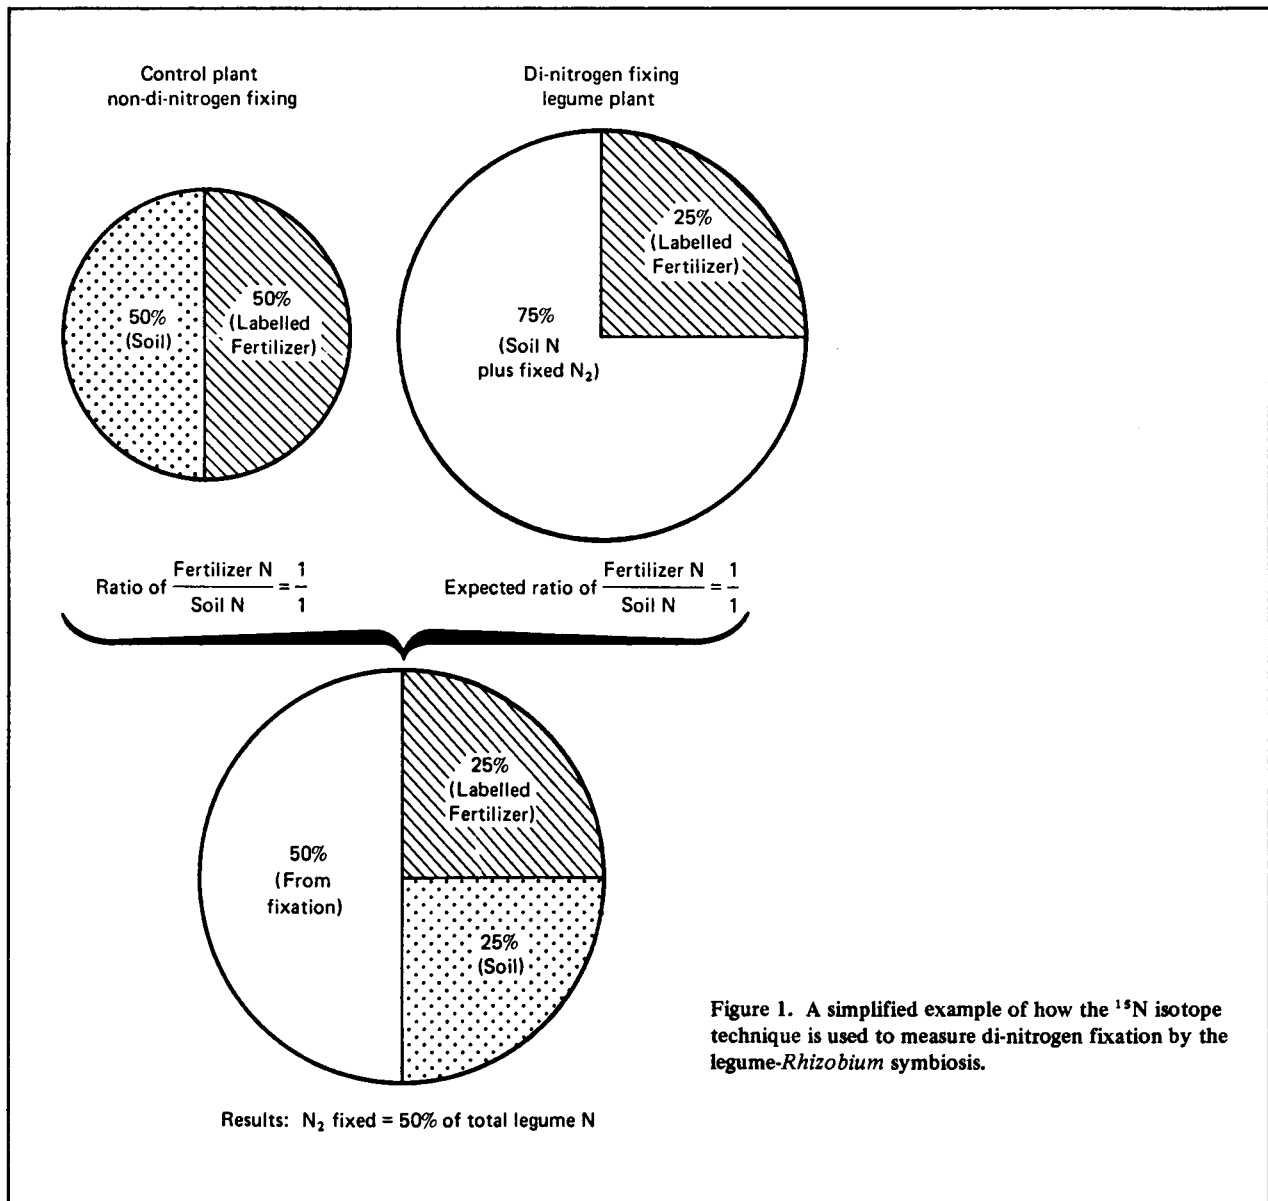 Control plant
non-di-nitrogen fixing
Di-nitrogen fixing
legume plant
50%
(Soil)
50%
(Labelled
Fertilizer)
25%
(Labelled
Fertilizer)
75%
(Soil N
plus fixed N₂)
Ratio of Fertilizer N / Soil N = 1 / 1
Expected ratio of Fertilizer N / Soil N = 1 / 1
50%
(From
fixation)
25%
(Labelled
Fertilizer)
25%
(Soil)
Results: N₂ fixed = 50% of total legume N
Figure 1. A simplified example of how the ¹⁵N isotope
technique is used to measure di-nitrogen fixation by the
legume-Rhizobium symbiosis.